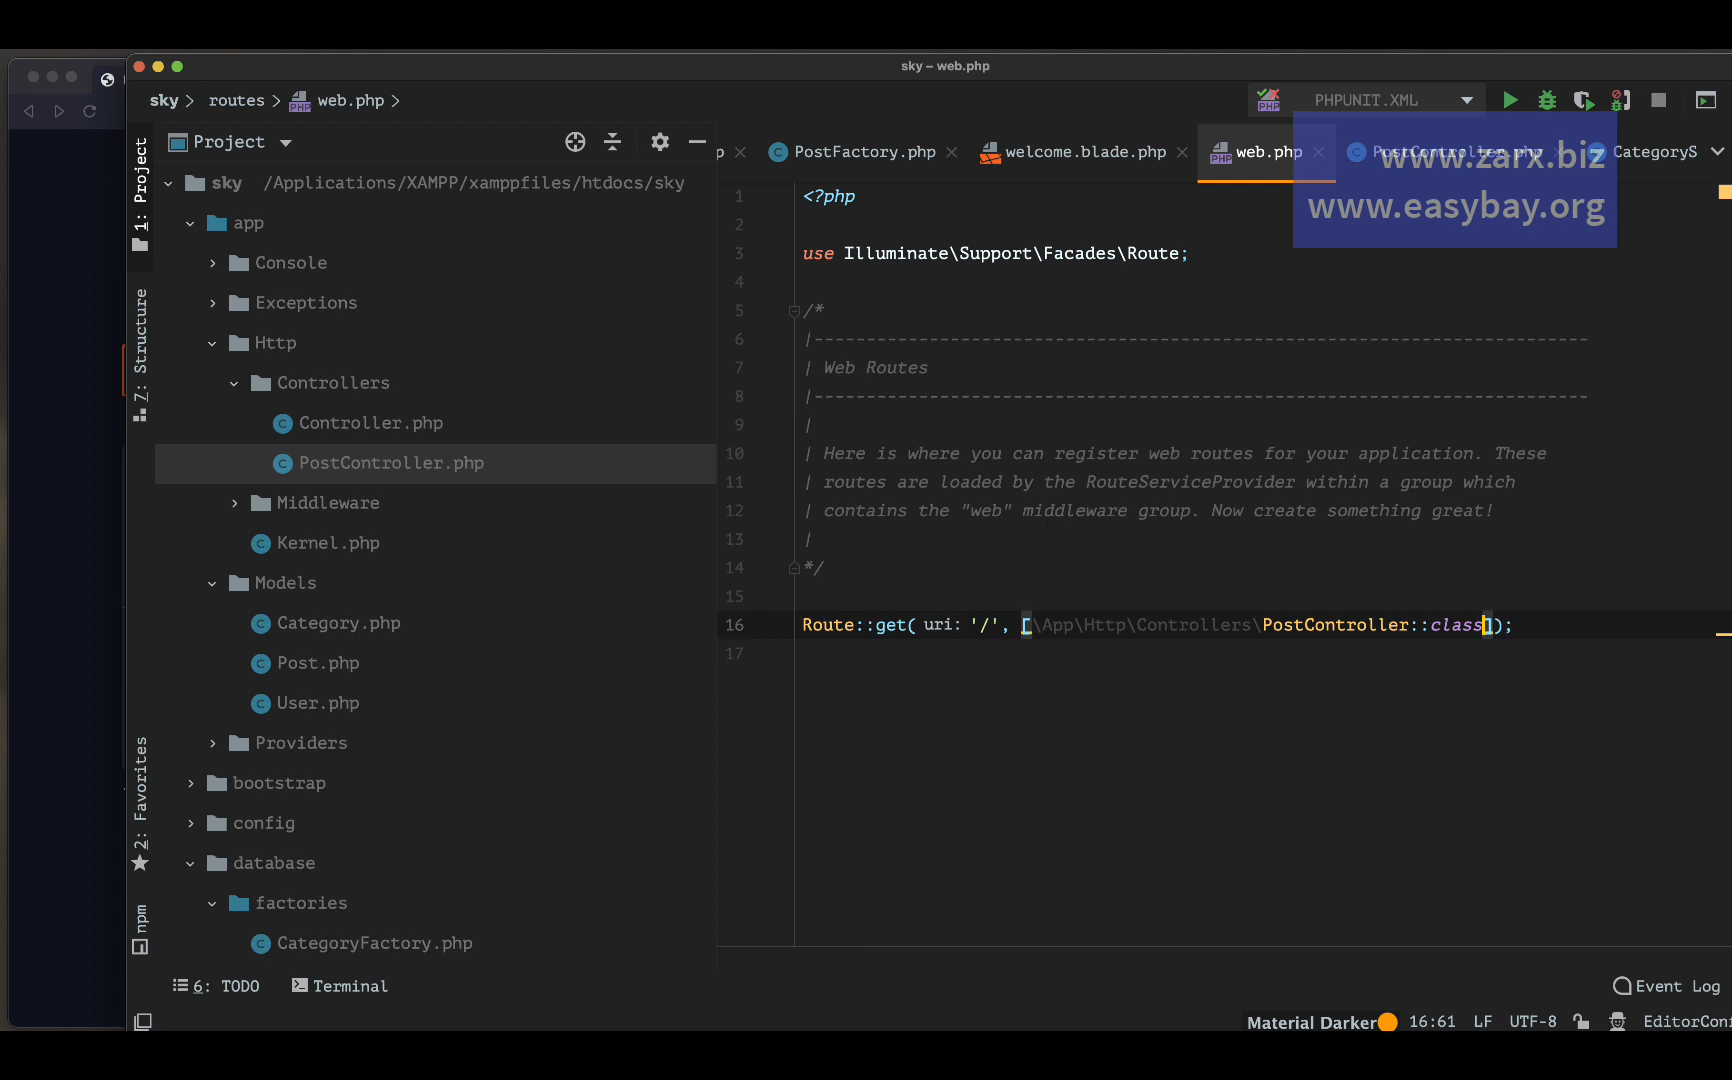 sky – web.php
sky
routes
web.php
PHPUNIT.XML
Project
PostFactory.php
welcome.blade.php
web.php
PostController.php
CategoryS
www.zarx.biz
www.easybay.org
1: Project
7: Structure
2: Favorites
npm
sky /Applications/XAMPP/xamppfiles/htdocs/sky
app
Console
Exceptions
Http
Controllers
Controller.php
PostController.php
Middleware
Kernel.php
Models
Category.php
Post.php
User.php
Providers
bootstrap
config
database
factories
CategoryFactory.php
1 <?php
2
3 use Illuminate\Support\Facades\Route;
4
5 /*
6 |--------------------------------------------------------------------------
7 | Web Routes
8 |--------------------------------------------------------------------------
9 |
10 | Here is where you can register web routes for your application. These
11 | routes are loaded by the RouteServiceProvider within a group which
12 | contains the "web" middleware group. Now create something great!
13 |
14 */
15
16 Route::get( uri: '/', [\App\Http\Controllers\PostController::class]);
17
6: TODO
Terminal
Event Log
Material Darker
16:61
LF
UTF-8